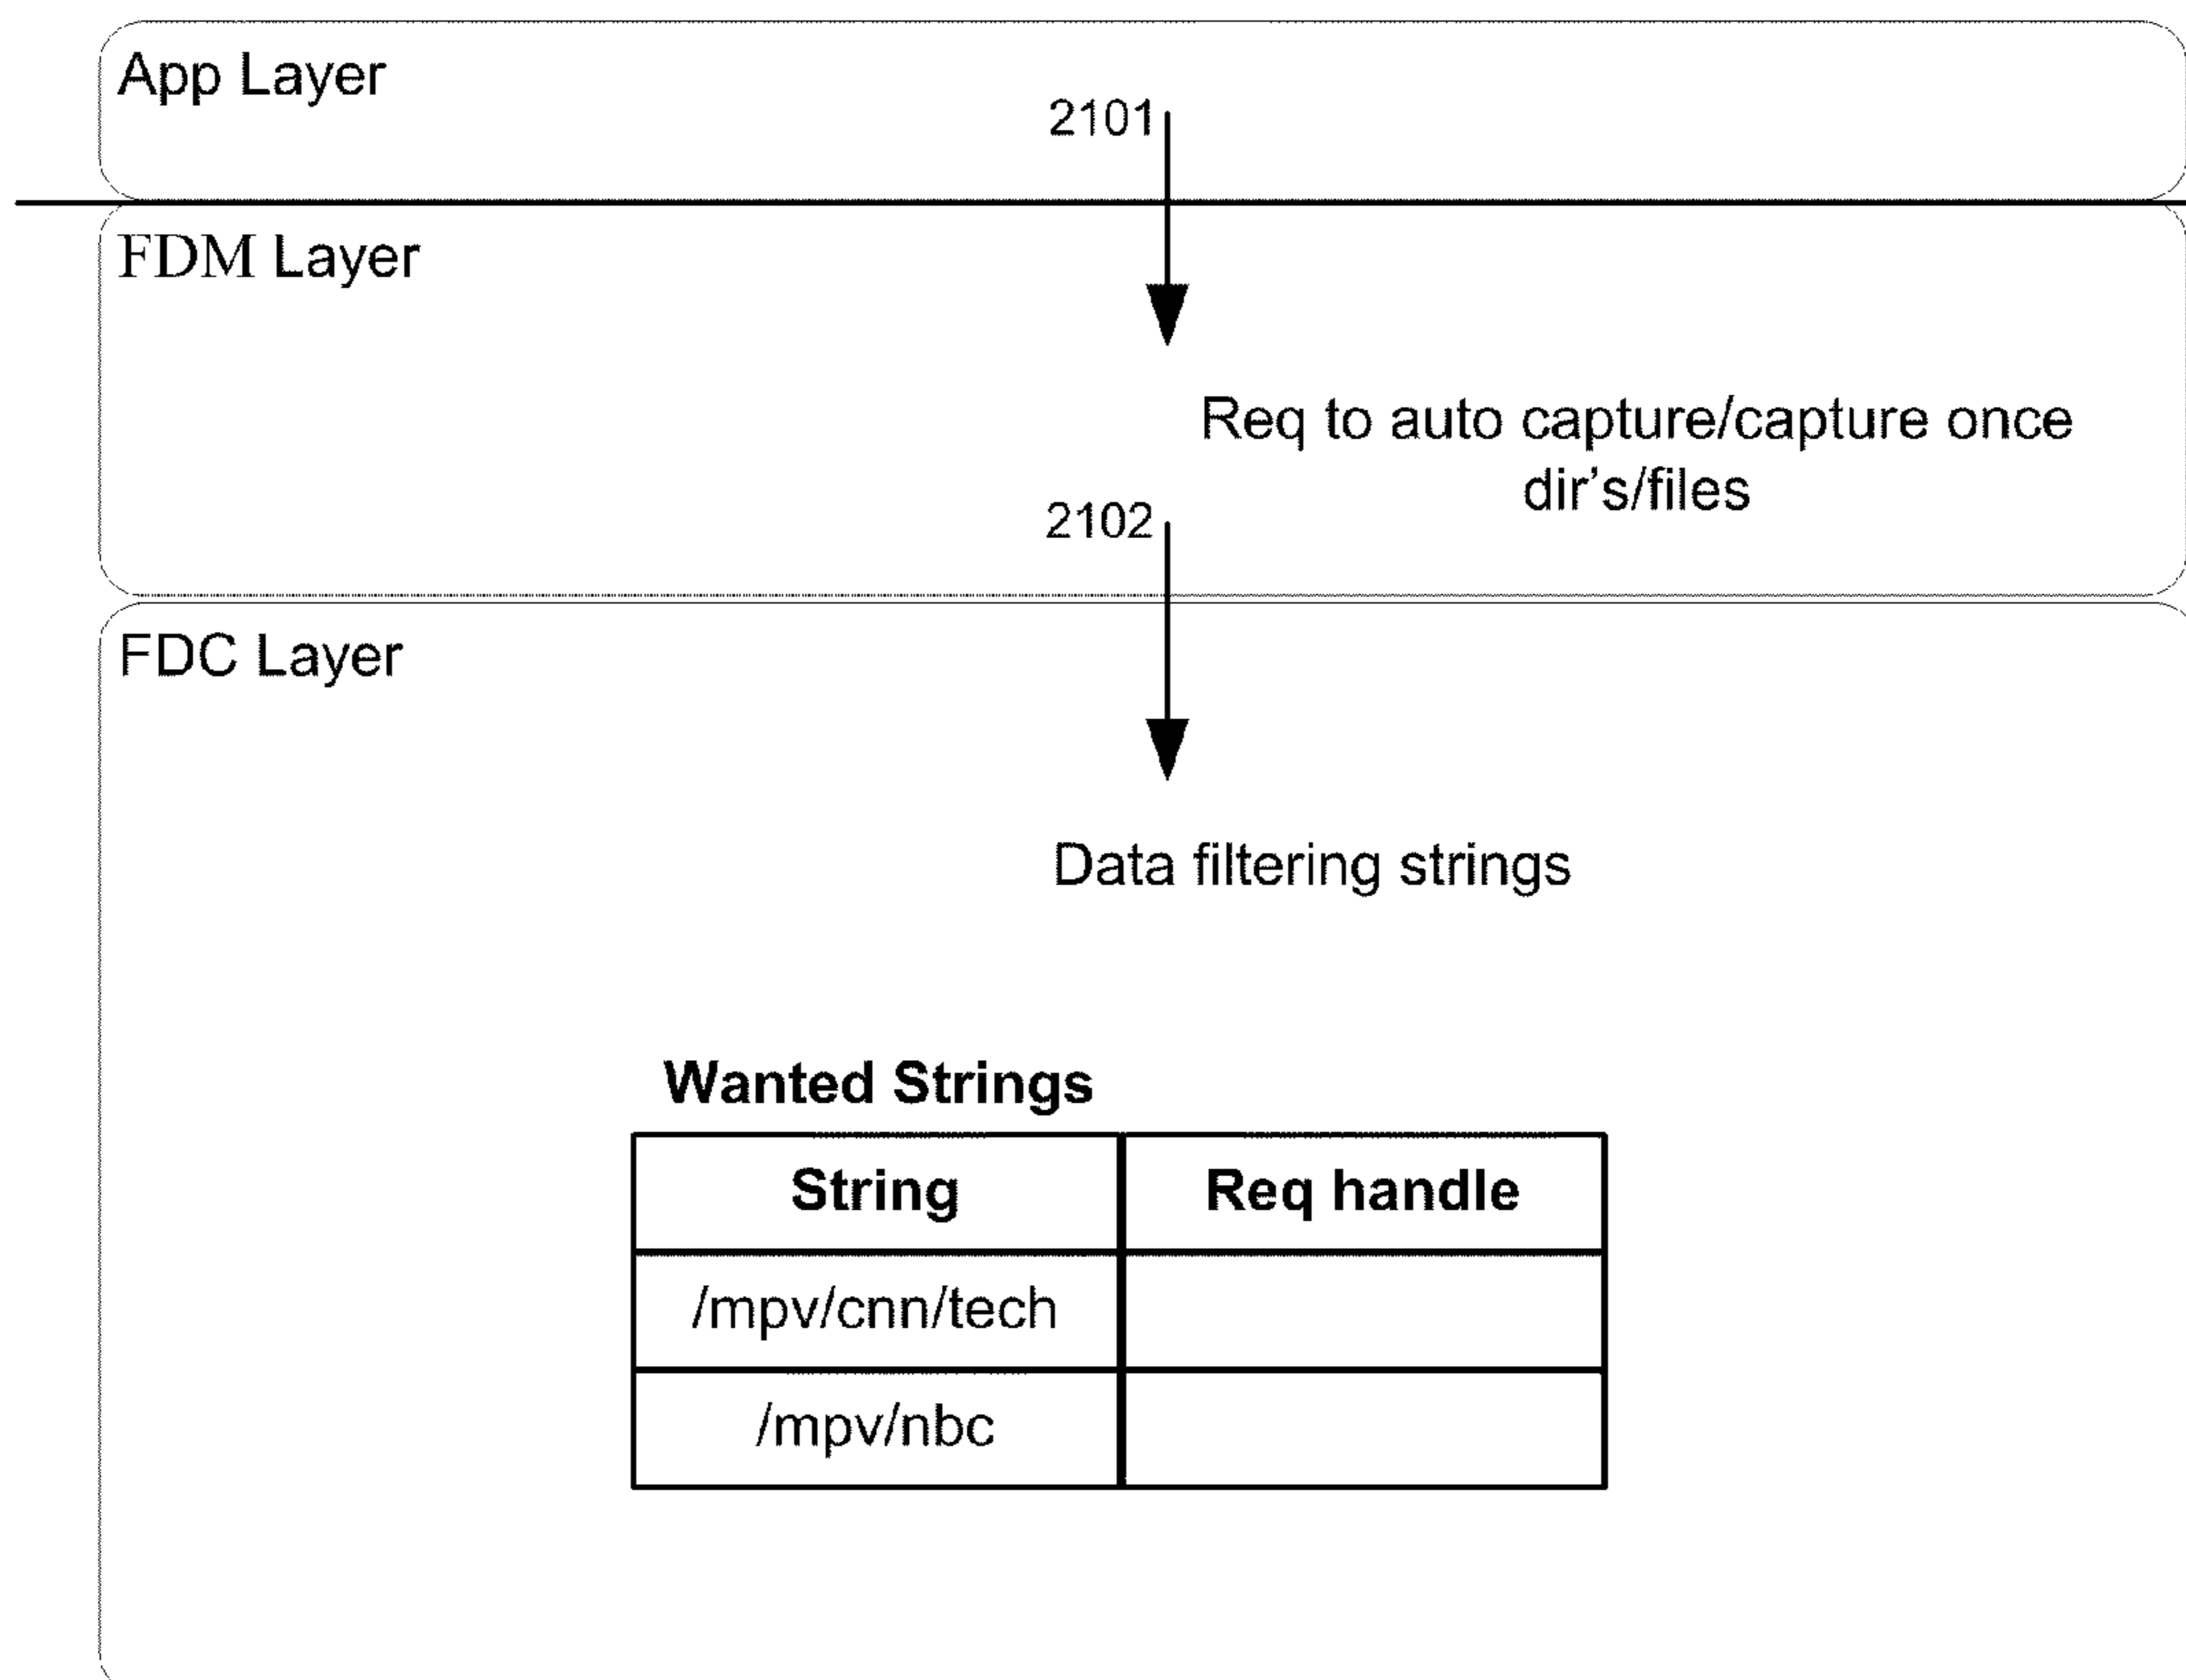 App Layer
2101
FDM Layer
Req to auto capture/capture once
dir's/files
2102
FDC Layer
Data filtering strings
Wanted Strings
String Req handle
/mpv/cnn/tech
/mpv/nbc